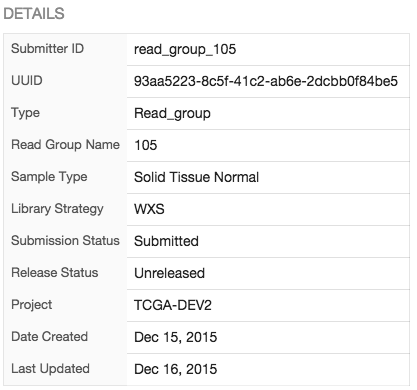 DETAILS
Submitter ID read_group_105
UUID 93aa5223-8c5f-41c2-ab6e-2dcbb0f84be5
Type Read_group
Read Group Name 105
Sample Type Solid Tissue Normal
Library Strategy WXS
Submission Status Submitted
Release Status Unreleased
Project TCGA-DEV2
Date Created Dec 15, 2015
Last Updated Dec 16, 2015